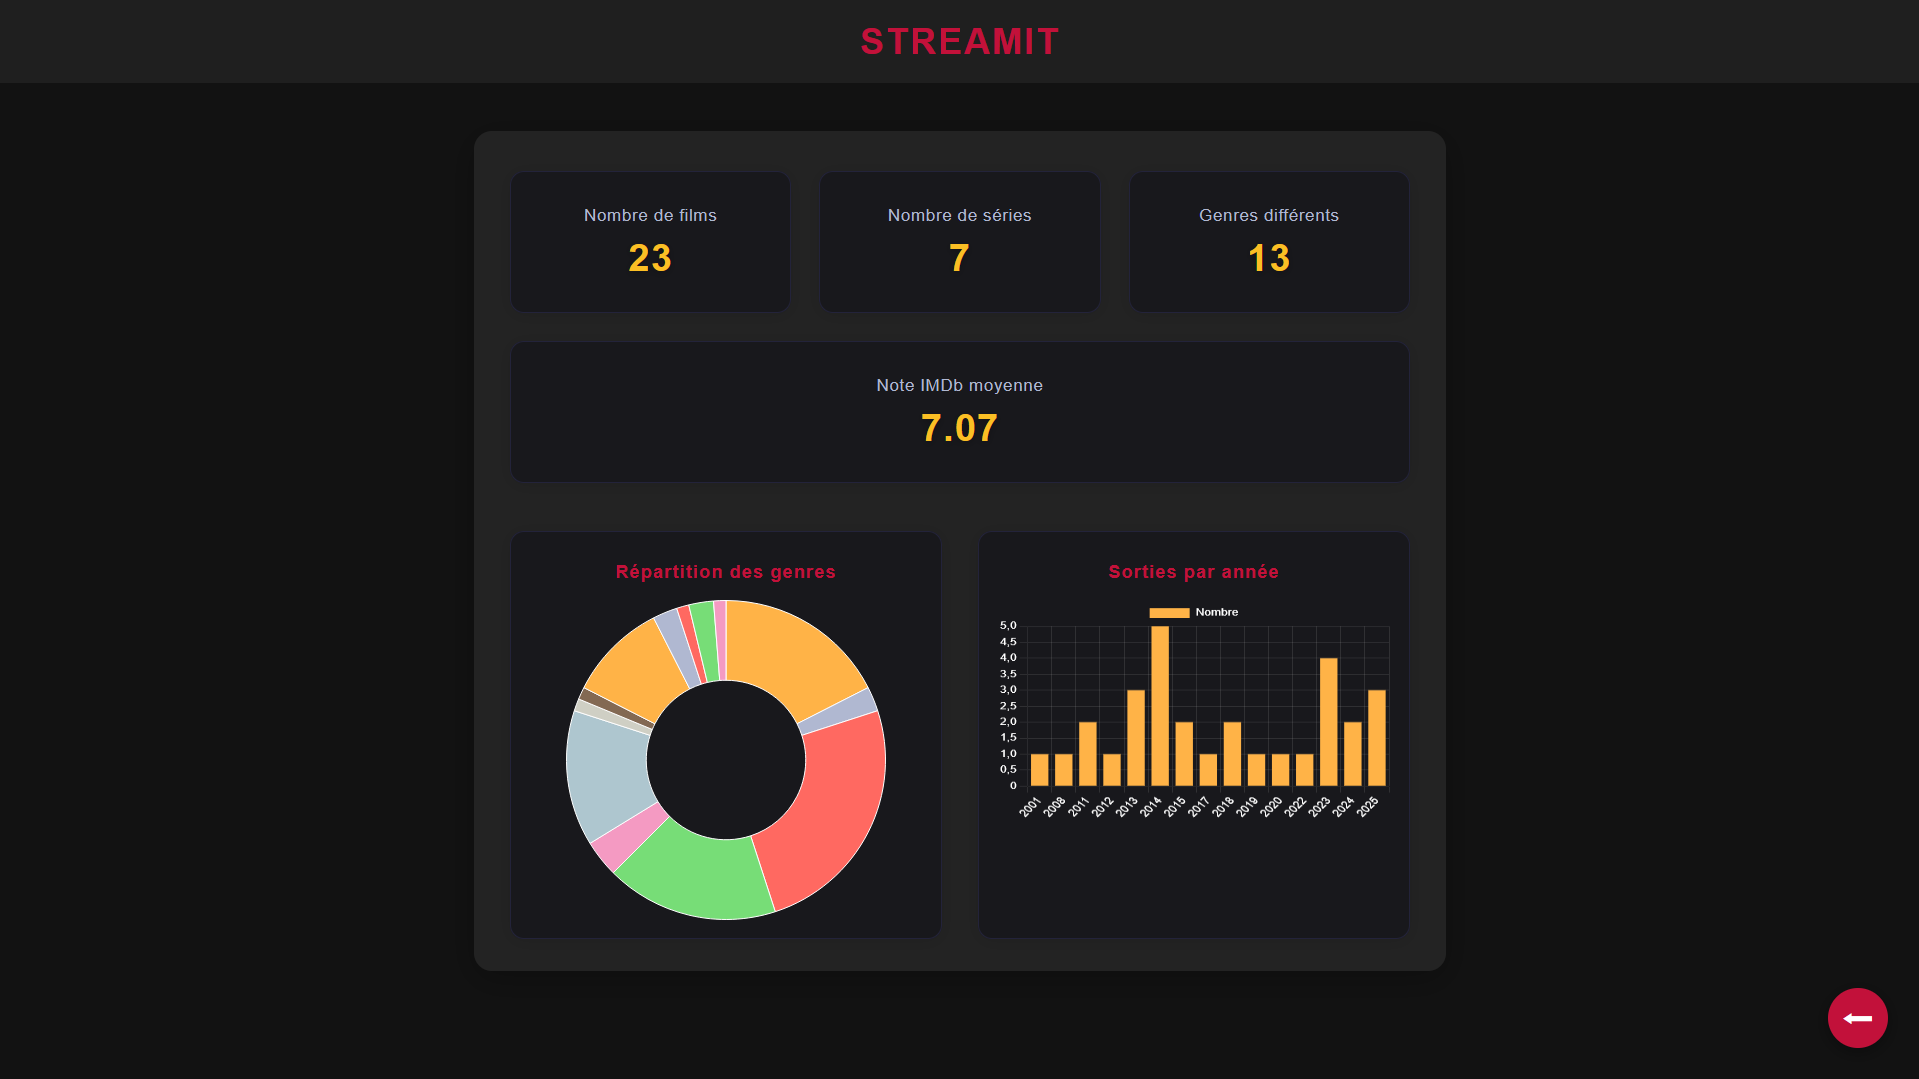 STREAMIT
Nombre de films
23
Nombre de séries
7
Genres différents
13
Note IMDb moyenne
7.07
Répartition des genres
Sorties par année
Nombre
5,0
4,5
4,0
3,5
3,0
2,5
2,0
1,5
1,0
0,5
0
2001 2008 2011 2012 2013 2014 2015 2017 2018 2019 2020 2022 2023 2024 2025